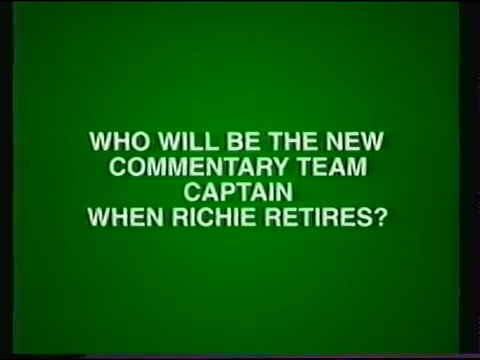 WHO WILL BE THE NEW
COMMENTARY TEAM
CAPTAIN
WHEN RICHIE RETIRES?